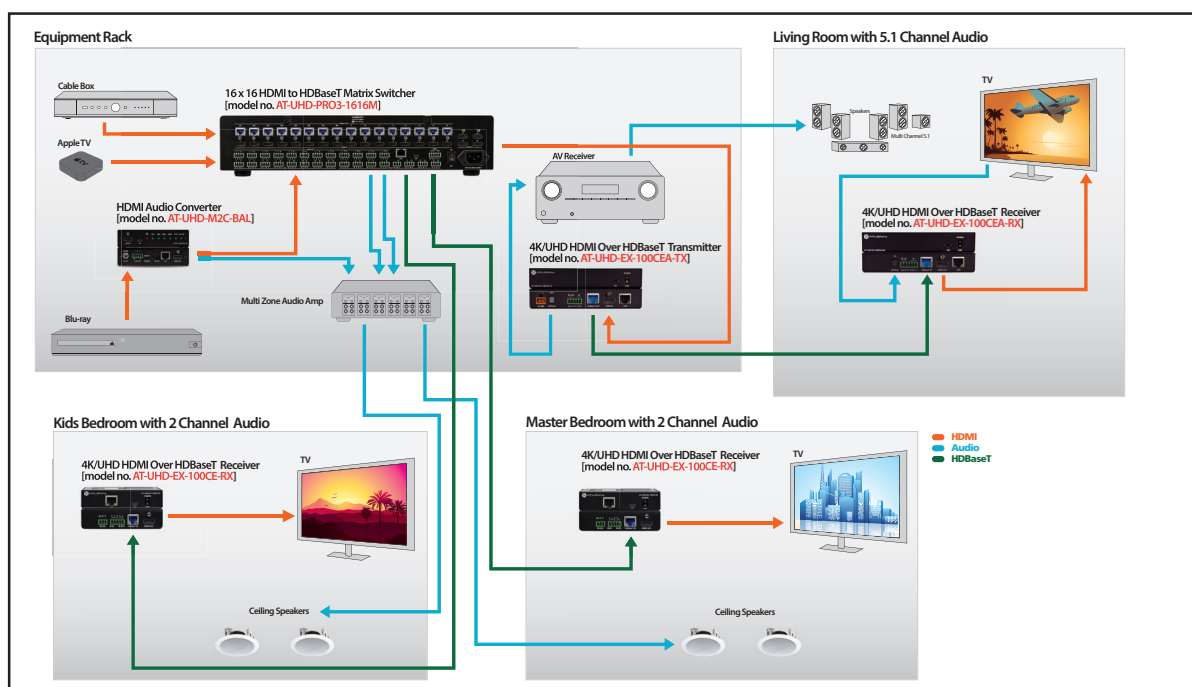 Equipment Rack
Cable Box
16 x 16 HDMI to HDBaseT Matrix Switcher
[model no. AT-UHD-PRO3-1616M]
Apple TV
tv
HDMI Audio Converter
[model no. AT-UHD-M2C-BAL]
Blu-ray
Multi Zone Audio Amp
AV Receiver
4K/UHD HDMI Over HDBaseT Transmitter
[model no. AT-UHD-EX-100CEA-TX]
Living Room with 5.1 Channel Audio
TV
Speakers
Multi Channel 5.1
4K/UHD HDMI Over HDBaseT Receiver
[model no. AT-UHD-EX-100CEA-RX]
Kids Bedroom with 2 Channel Audio
4K/UHD HDMI Over HDBaseT Receiver
[model no. AT-UHD-EX-100CE-RX]
TV
Ceiling Speakers
Master Bedroom with 2 Channel Audio
4K/UHD HDMI Over HDBaseT Receiver
[model no. AT-UHD-EX-100CE-RX]
TV
Ceiling Speakers
HDMI
Audio
HDBaseT